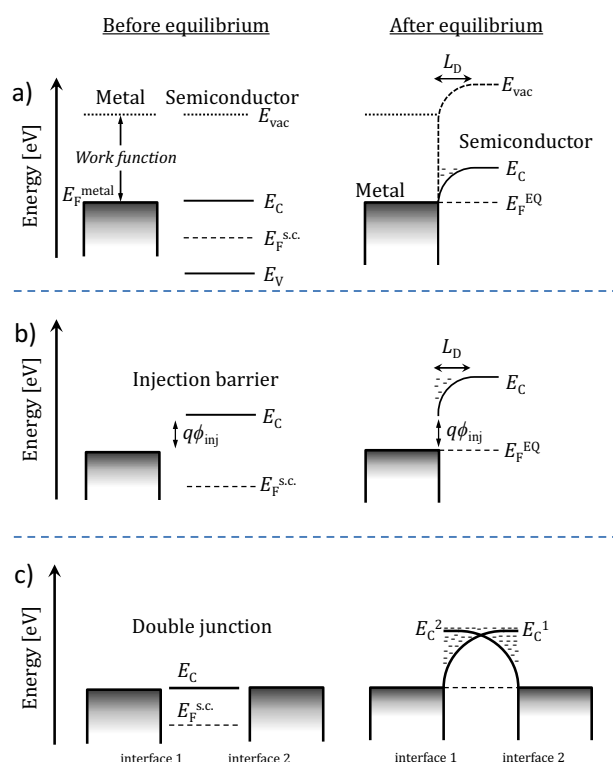 Before equilibrium
After equilibrium
a)
Energy [eV]
Metal
Semiconductor
E_vac
Work function
E_F^metal
E_C
E_F^s.c.
E_V
L_D
E_vac
Semiconductor
E_C
Metal
E_F^EQ
b)
Energy [eV]
Injection barrier
E_C
qϕ_inj
E_F^s.c.
L_D
E_C
qϕ_inj
E_F^EQ
c)
Energy [eV]
Double junction
E_C
E_F^s.c.
interface 1
interface 2
E_C^2
E_C^1
interface 1
interface 2